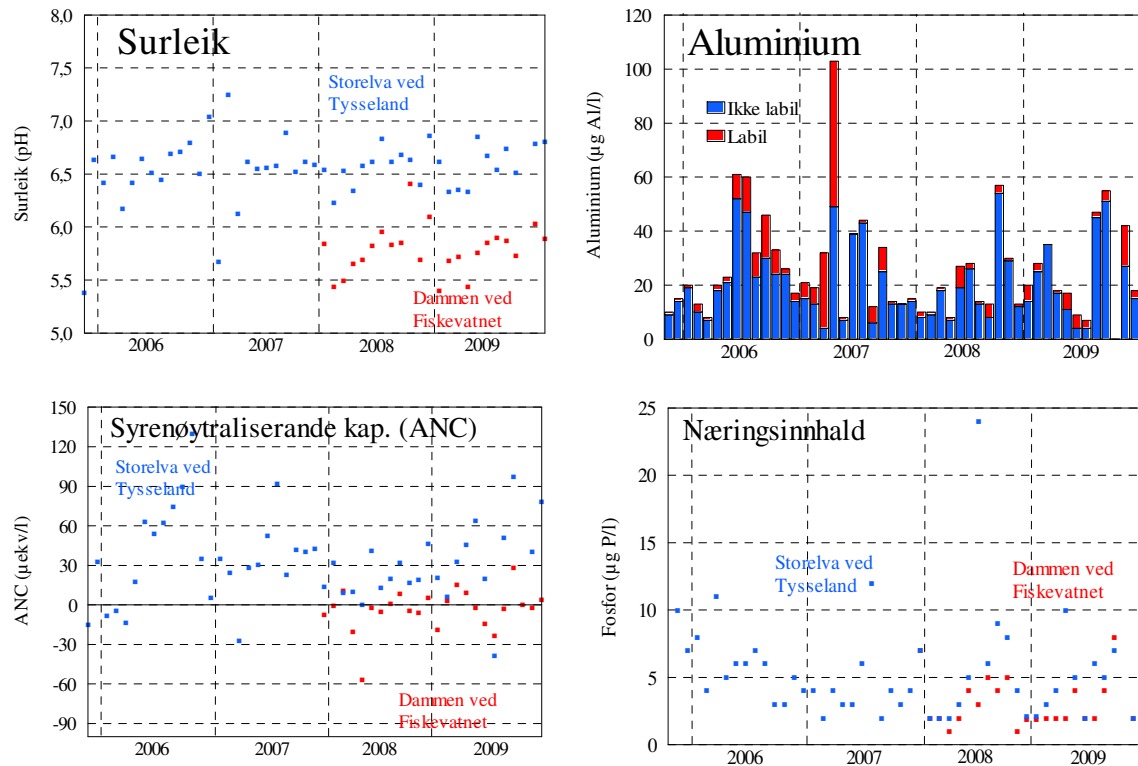 Surleik
Surleik (pH)
8,0
7,5
7,0
6,5
6,0
5,5
5,0
Storelva ved
Tysseland
Dammen ved
Fiskevatnet
2006
2007
2008
2009
Aluminium
Aluminium (µg Al/l)
120
100
80
60
40
20
0
Ikke labil
Labil
2006
2007
2008
2009
Syrenøytraliserande kap. (ANC)
ANC (µekv/l)
150
120
90
60
30
0
-30
-60
-90
Storelva ved
Tysseland
Dammen ved
Fiskevatnet
2006
2007
2008
2009
Næringsinnhald
Fosfor (µg P/l)
25
20
15
10
5
0
Storelva ved
Tysseland
Dammen ved
Fiskevatnet
2006
2007
2008
2009